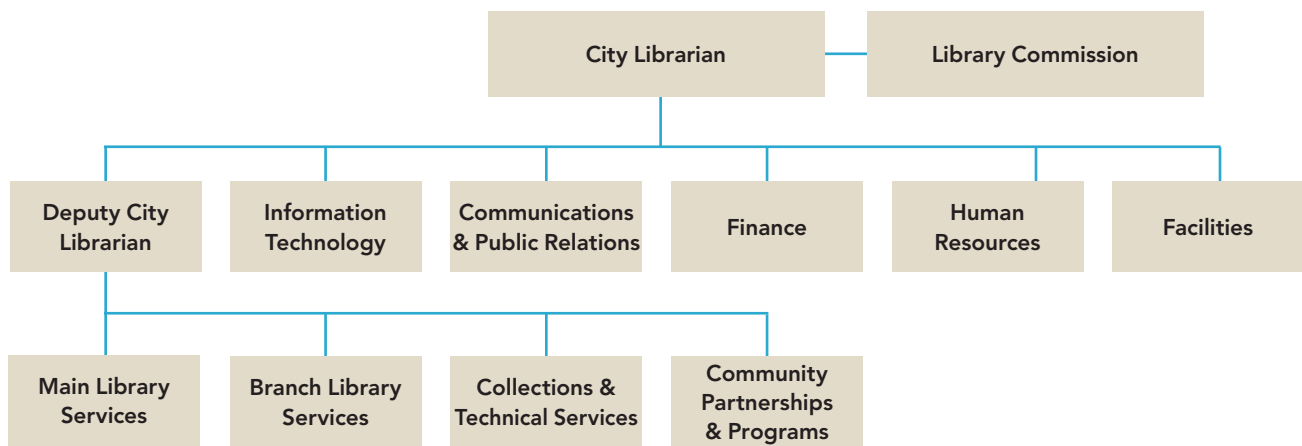 City Librarian
Library Commission
Deputy City
Librarian
Information
Technology
Communications
& Public Relations
Finance
Human
Resources
Facilities
Main Library
Services
Branch Library
Services
Collections &
Technical Services
Community
Partnerships
& Programs